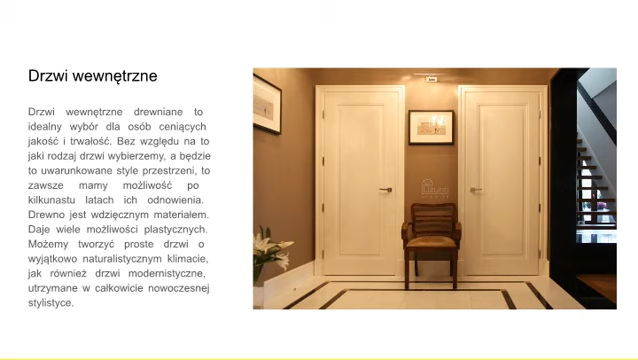 Drzwi wewnętrzne
Drzwi wewnętrzne drewniane to
idealny wybór dla osób ceniących
jakość i trwałość. Bez względu na to
jaki rodzaj drzwi wybierzemy, a będzie
to uwarunkowane style przestrzeni, to
zawsze mamy możliwość po
kilkunastu latach ich odnowienia.
Drewno jest wdzięcznym materiałem.
Daje wiele możliwości plastycznych.
Możemy tworzyć proste drzwi o
wyjątkowo naturalistycznym klimacie,
jak również drzwi modernistyczne,
utrzymane w całkowicie nowoczesnej
stylistyce.